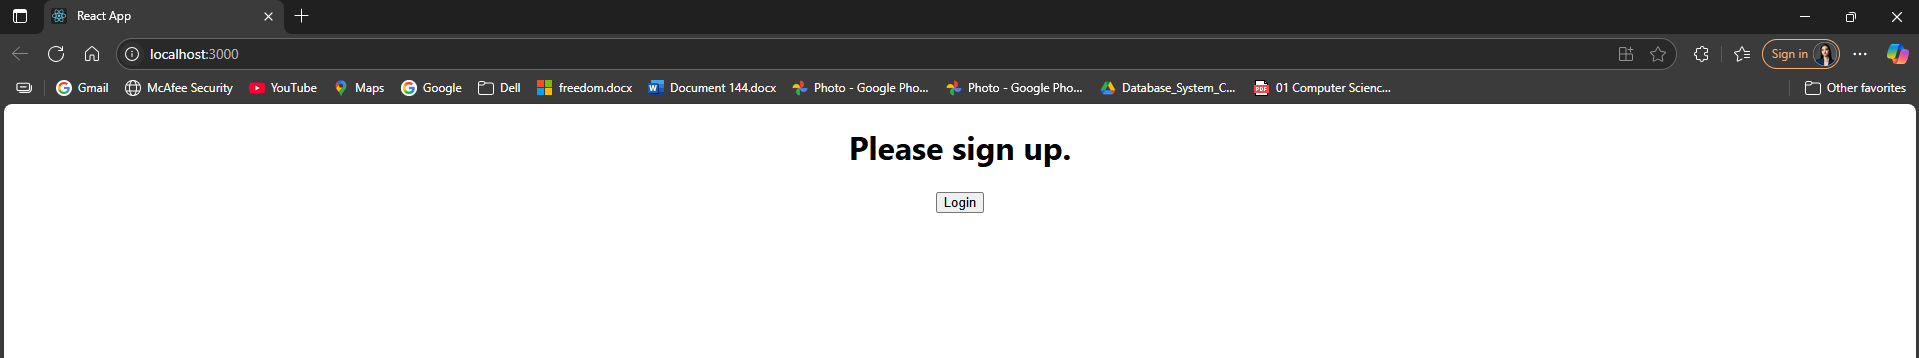 React App
localhost:3000
Sign in
Gmail McAfee Security YouTube Maps Google Dell freedom.docx Document 144.docx Photo - Google Pho... Photo - Google Pho... Database_System_C... 01 Computer Scienc... Other favorites
Please sign up.
Login